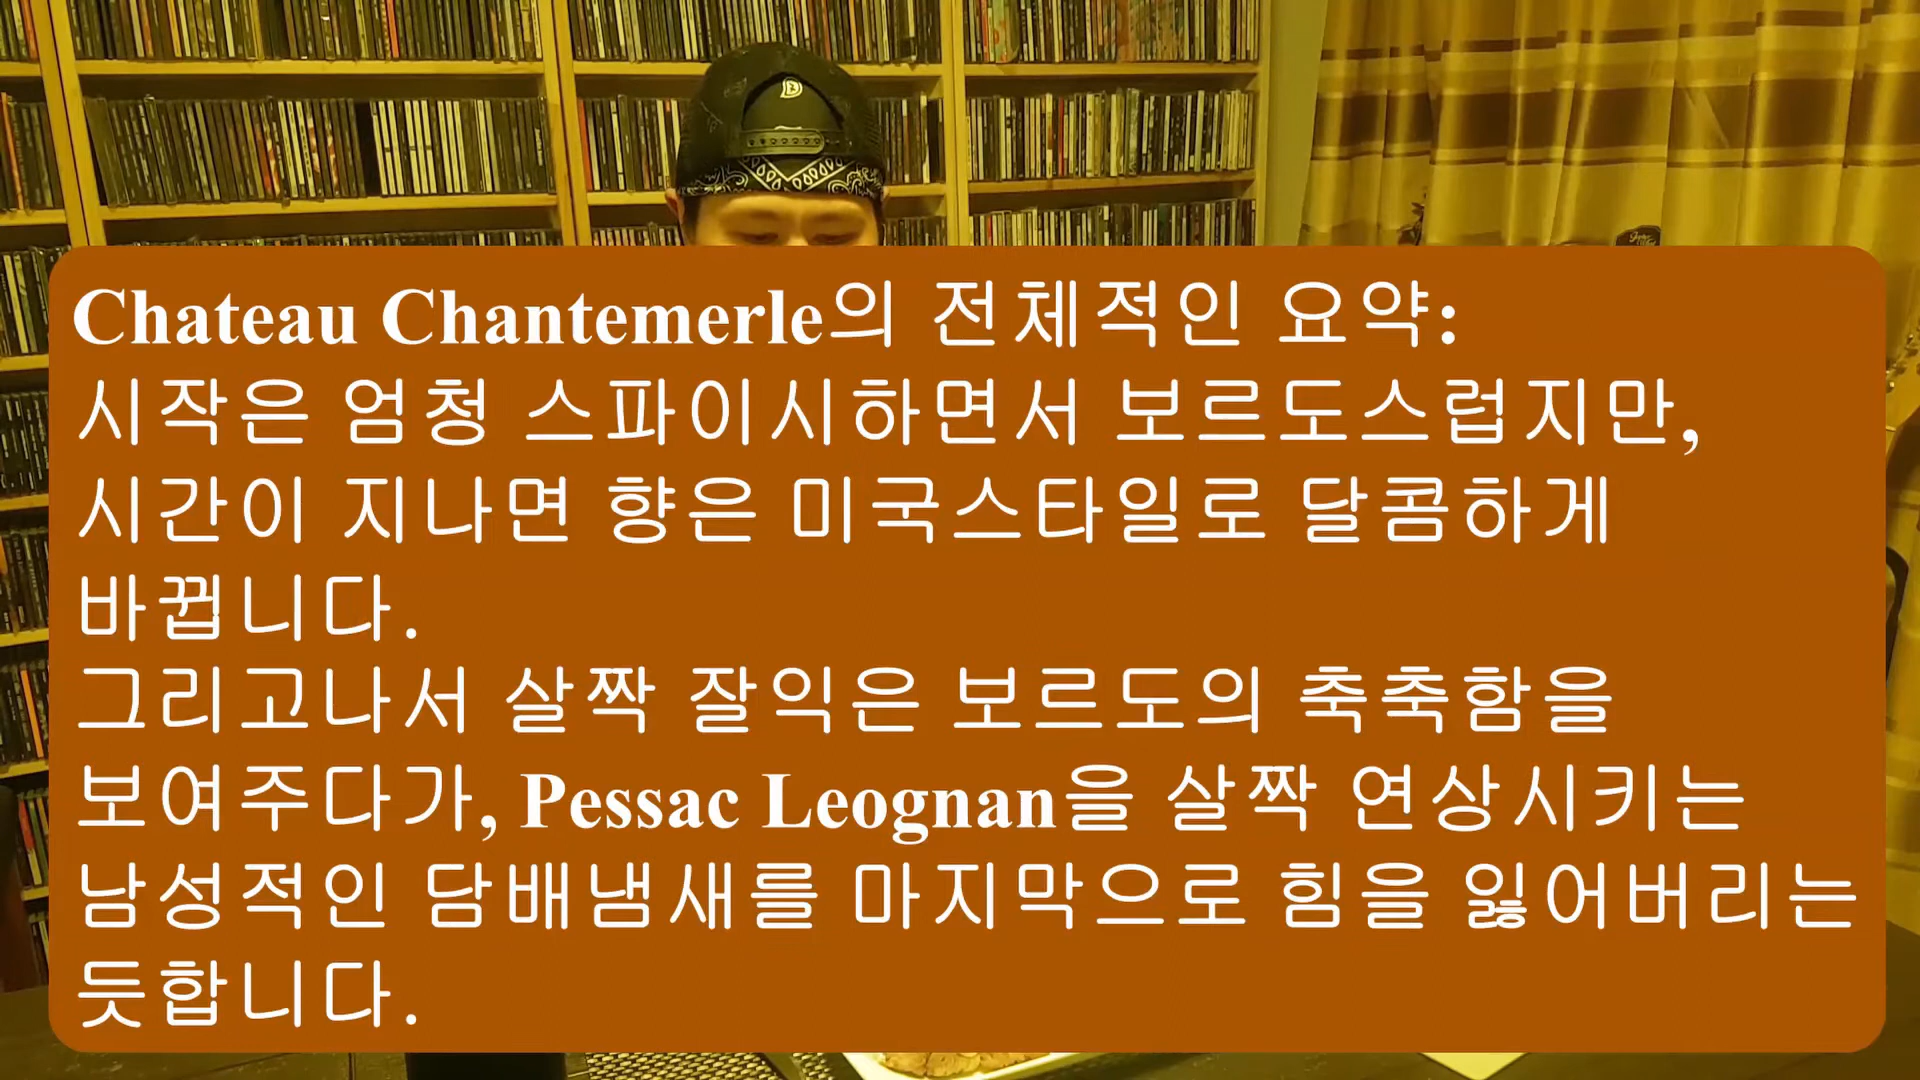 Chateau Chantemerle의 전체적인 요약:
시작은 엄청 스파이시하면서 보르도스럽지만,
시간이 지나면 향은 미국스타일로 달콤하게
바뀝니다.
그리고나서 살짝 잘익은 보르도의 축축함을
보여주다가, Pessac Leognan을 살짝 연상시키는
남성적인 담배냄새를 마지막으로 힘을 잃어버리는
듯합니다.